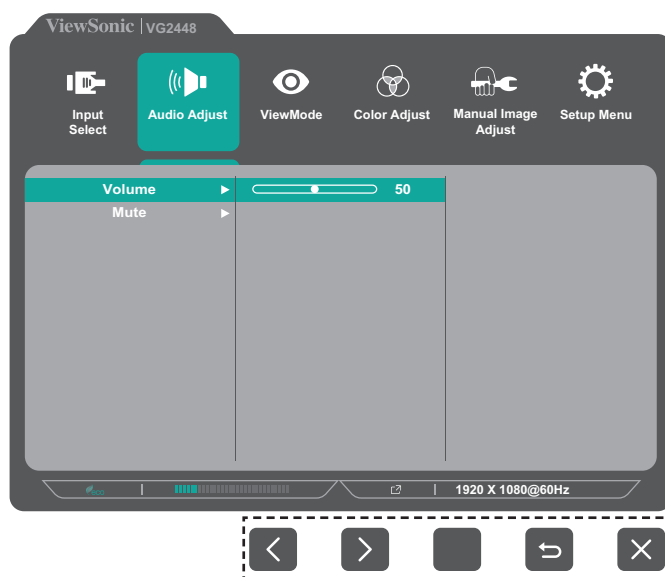 ViewSonic | VG2448
Input Select
Audio Adjust
ViewMode
Color Adjust
Manual Image Adjust
Setup Menu
Volume
50
Mute
eco
1920 X 1080@60Hz